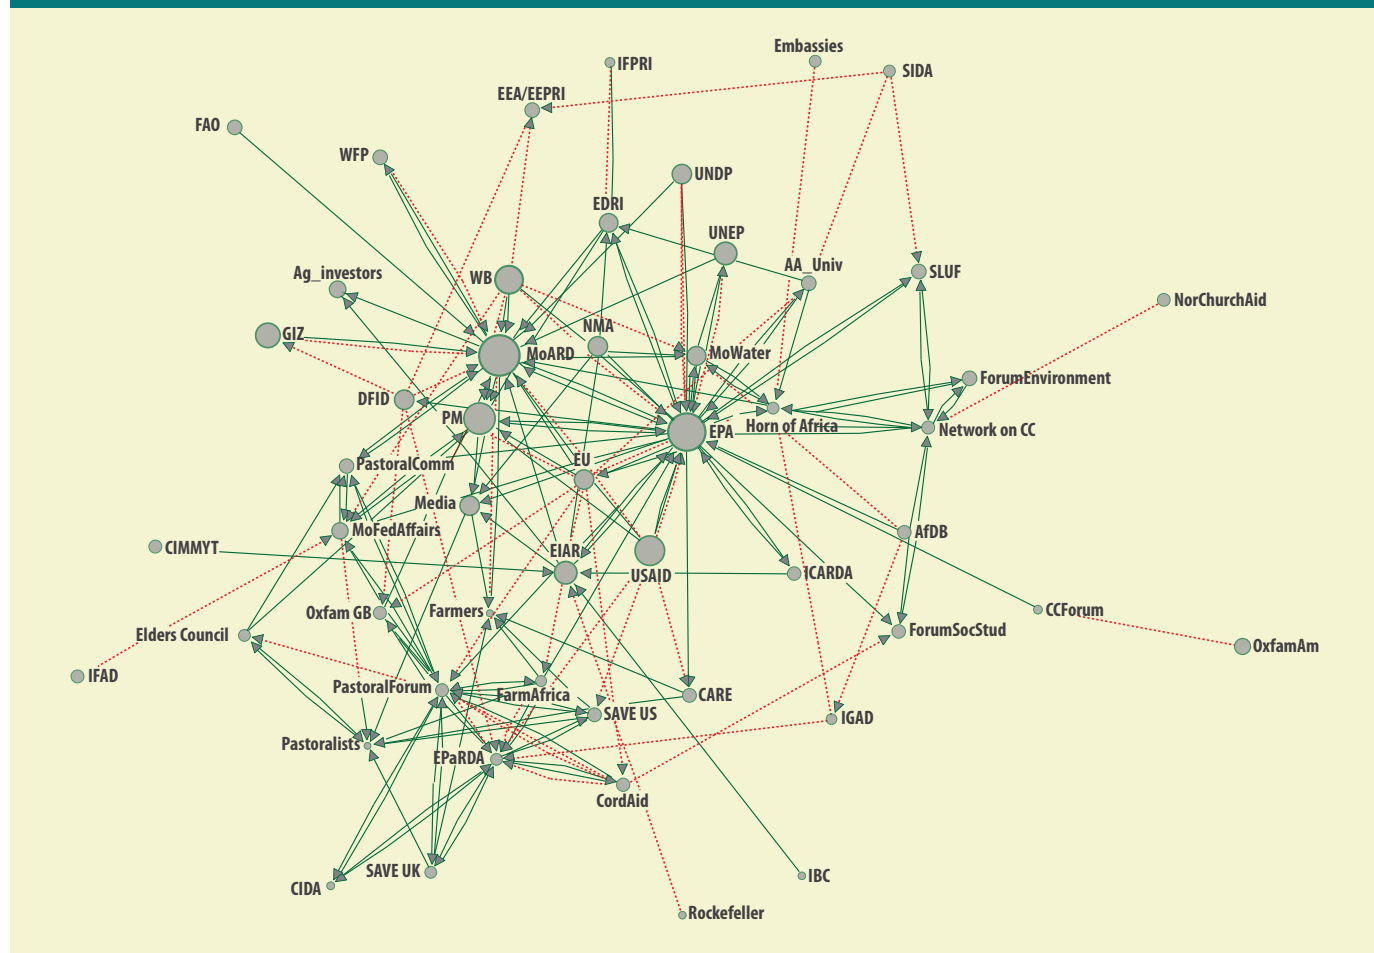 Embassies
IFPRI
SIDA
EEA/EEPRI
FAO
WFP
UNDP
EDRI
UNEP
AA_Univ
Ag_investors
WB
SLUF
NorChurchAid
GIZ
NMA
MoARD
MoWater
ForumEnvironment
DFID
PM
EPA
Horn of Africa
Network on CC
PastoralComm
EU
Media
MoFedAffairs
AfDB
CIMMYT
EIAR
USAID
ICARDA
Oxfam GB
Farmers
CCForum
Elders Council
ForumSocStud
OxfamAm
IFAD
PastoralForum
FarmAfrica
CARE
SAVE US
IGAD
Pastoralists
EPaRDA
CordAid
SAVE UK
CIDA
IBC
Rockefeller